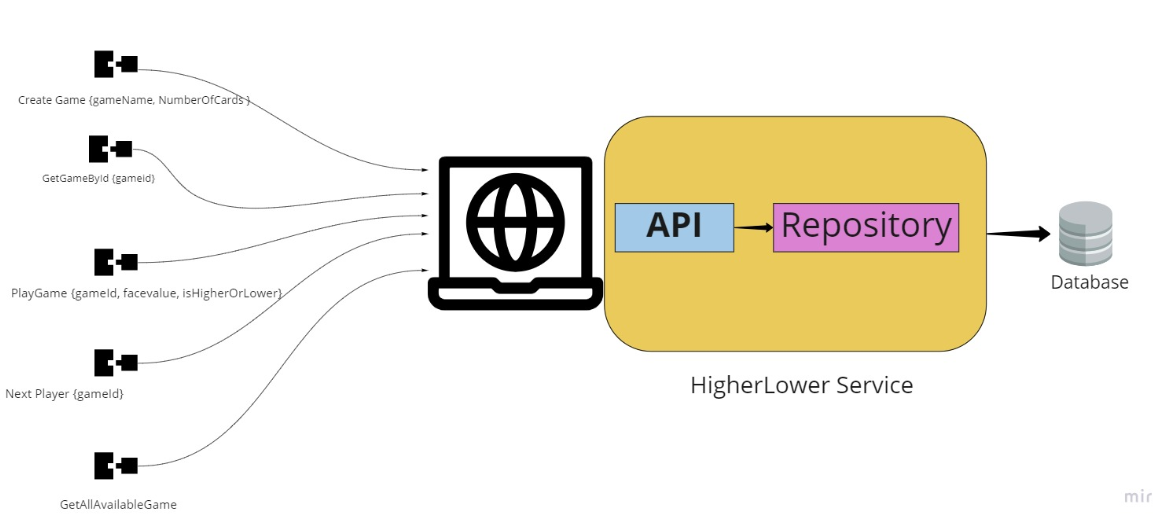 Create Game {gameName, NumberOfCards }
GetGameById {gameid}
PlayGame {gameId, facevalue, isHigherOrLower}
Next Player {gameId}
GetAllAvailableGame
API
Repository
HigherLower Service
Database
mir